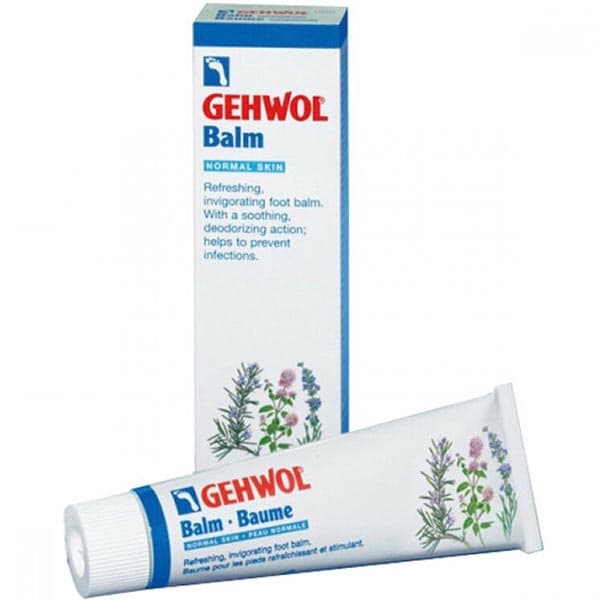 GEHWOL
Balm
NORMAL SKIN
Refreshing,
invigorating foot balm.
With a soothing,
deodorizing action;
helps to prevent
infections.
GEHWOL
Balm · Baume
NORMAL SKIN · PEAU NORMALE
Refreshing, invigorating foot balm.
Baume pour les pieds rafraîchissant et stimulant.